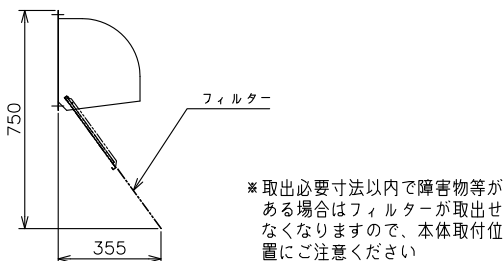 フィルター
750
355
※取出必要寸法以内で障害物等が
ある場合はフィルターが取出せ
なくなりますので、本体取付位
置にご注意ください